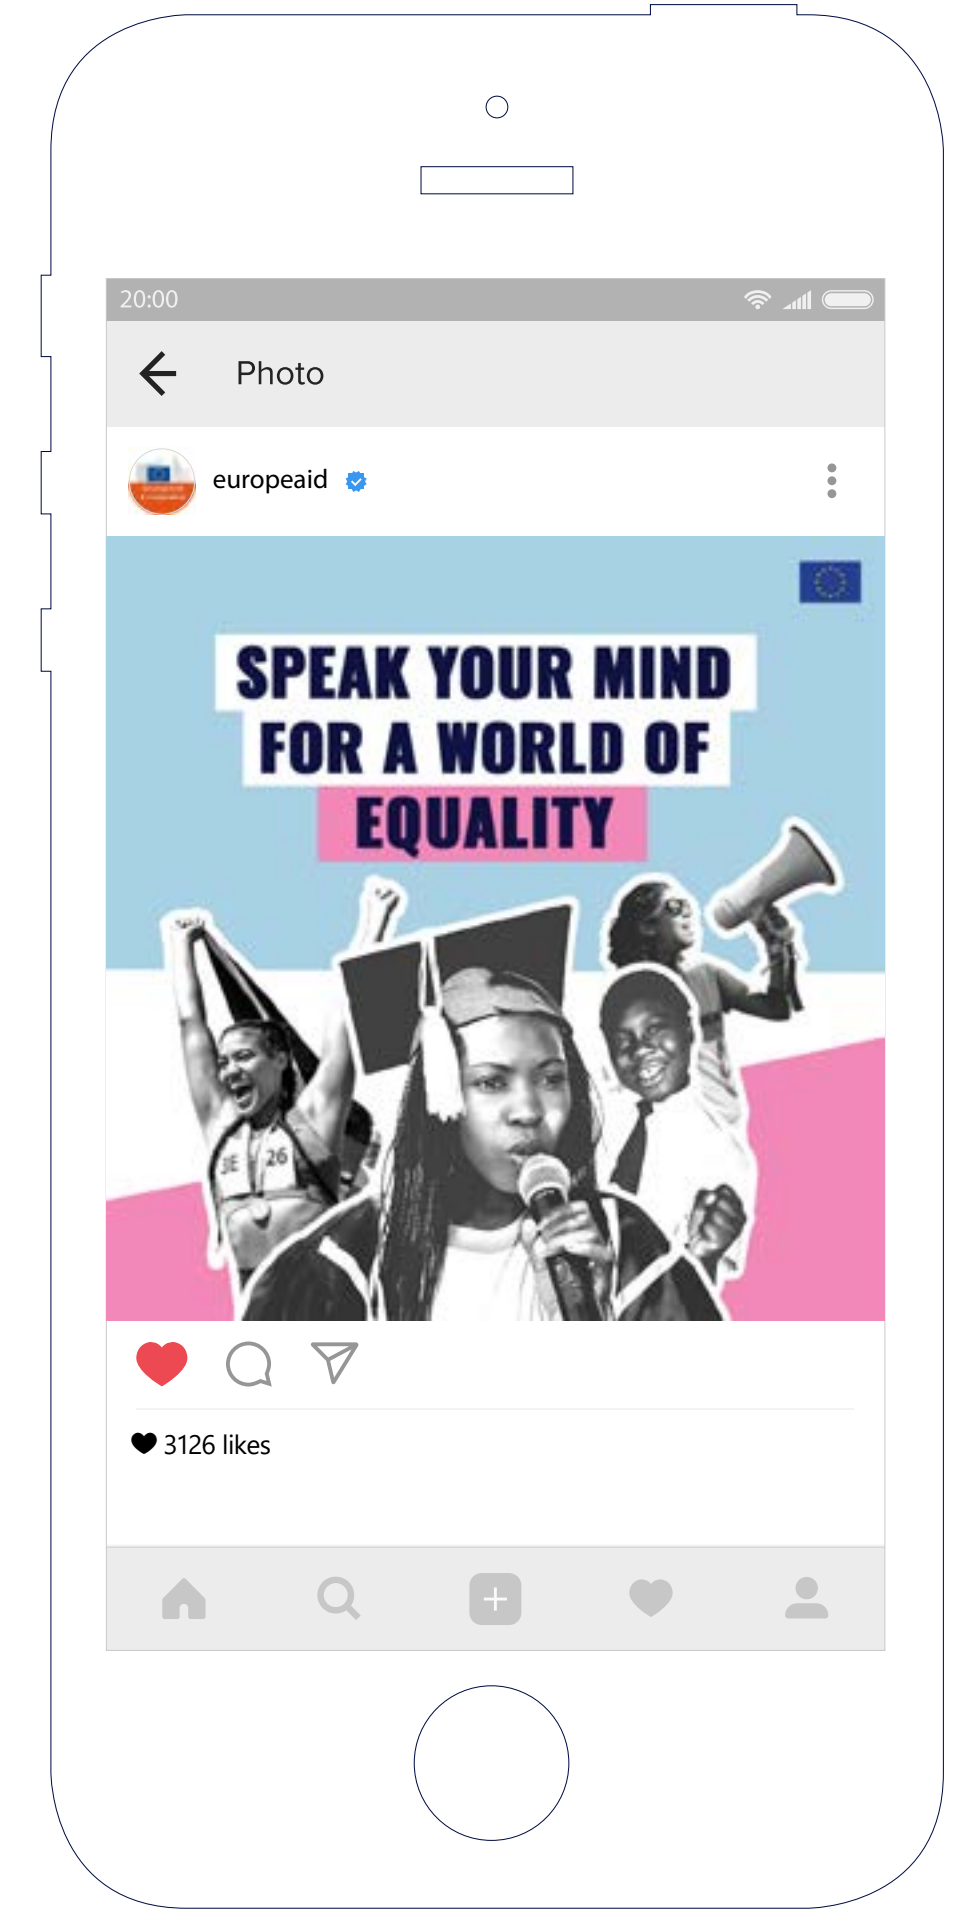 20:00
Photo
europeaid
SPEAK YOUR MIND
FOR A WORLD OF
EQUALITY
26
3126 likes